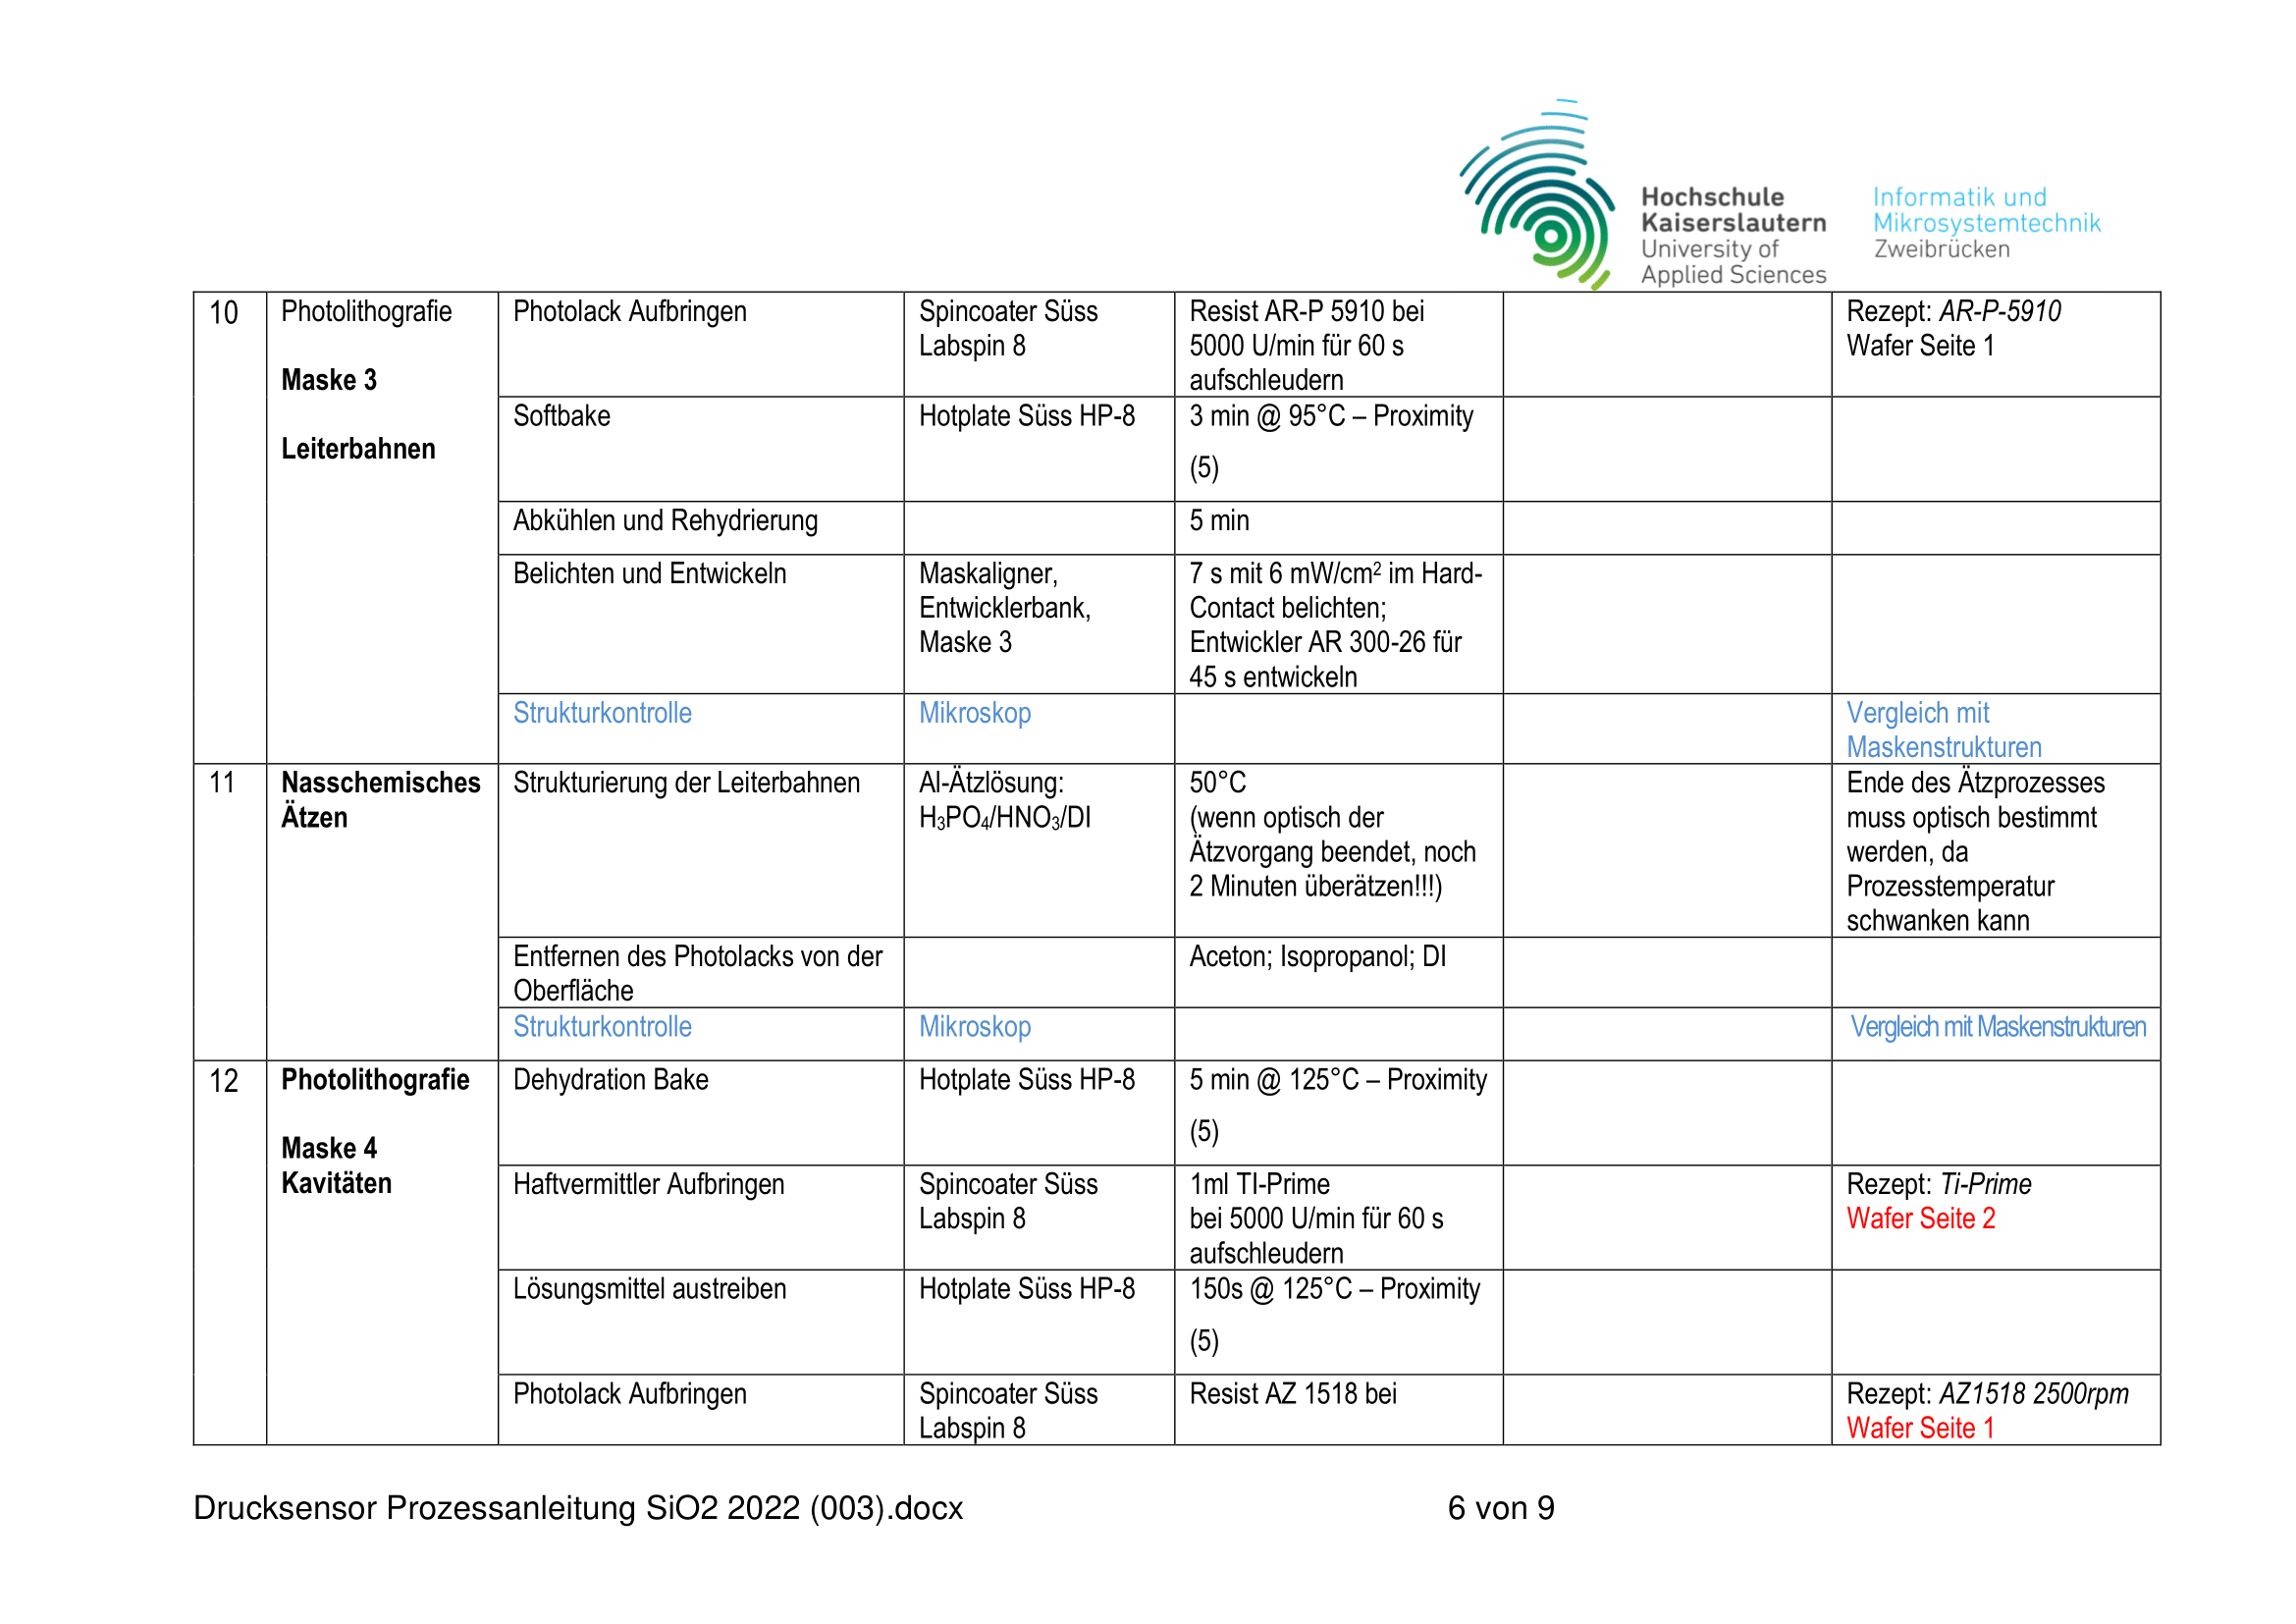 Hochschule
Kaiserslautern
University of
Applied Sciences
Informatik und
Mikrosystemtechnik
Zweibrücken
10
Photolithografie
Maske 3
Leiterbahnen
Photolack Aufbringen
Spincoater Süss
Labspin 8
Resist AR-P 5910 bei
5000 U/min für 60 s
aufschleudern
Rezept: AR-P-5910
Wafer Seite 1
Softbake
Hotplate Süss HP-8
3 min @ 95°C – Proximity
(5)
Abkühlen und Rehydrierung
5 min
Belichten und Entwickeln
Maskaligner,
Entwicklerbank,
Maske 3
7 s mit 6 mW/cm² im Hard-
Contact belichten;
Entwickler AR 300-26 für
45 s entwickeln
Strukturkontrolle
Mikroskop
Vergleich mit
Maskenstrukturen
11
Nasschemisches
Ätzen
Strukturierung der Leiterbahnen
Al-Ätzlösung:
H₃PO₄/HNO₃/DI
50°C
(wenn optisch der
Ätzvorgang beendet, noch
2 Minuten überätzen!!!)
Ende des Ätzprozesses
muss optisch bestimmt
werden, da
Prozesstemperatur
schwanken kann
Entfernen des Photolacks von der
Oberfläche
Aceton; Isopropanol; DI
Strukturkontrolle
Mikroskop
Vergleich mit Maskenstrukturen
12
Photolithografie
Maske 4
Kavitäten
Dehydration Bake
Hotplate Süss HP-8
5 min @ 125°C – Proximity
(5)
Haftvermittler Aufbringen
Spincoater Süss
Labspin 8
1ml TI-Prime
bei 5000 U/min für 60 s
aufschleudern
Rezept: Ti-Prime
Wafer Seite 2
Lösungsmittel austreiben
Hotplate Süss HP-8
150s @ 125°C – Proximity
(5)
Photolack Aufbringen
Spincoater Süss
Labspin 8
Resist AZ 1518 bei
Rezept: AZ1518 2500rpm
Wafer Seite 1
Drucksensor Prozessanleitung SiO2 2022 (003).docx
6 von 9